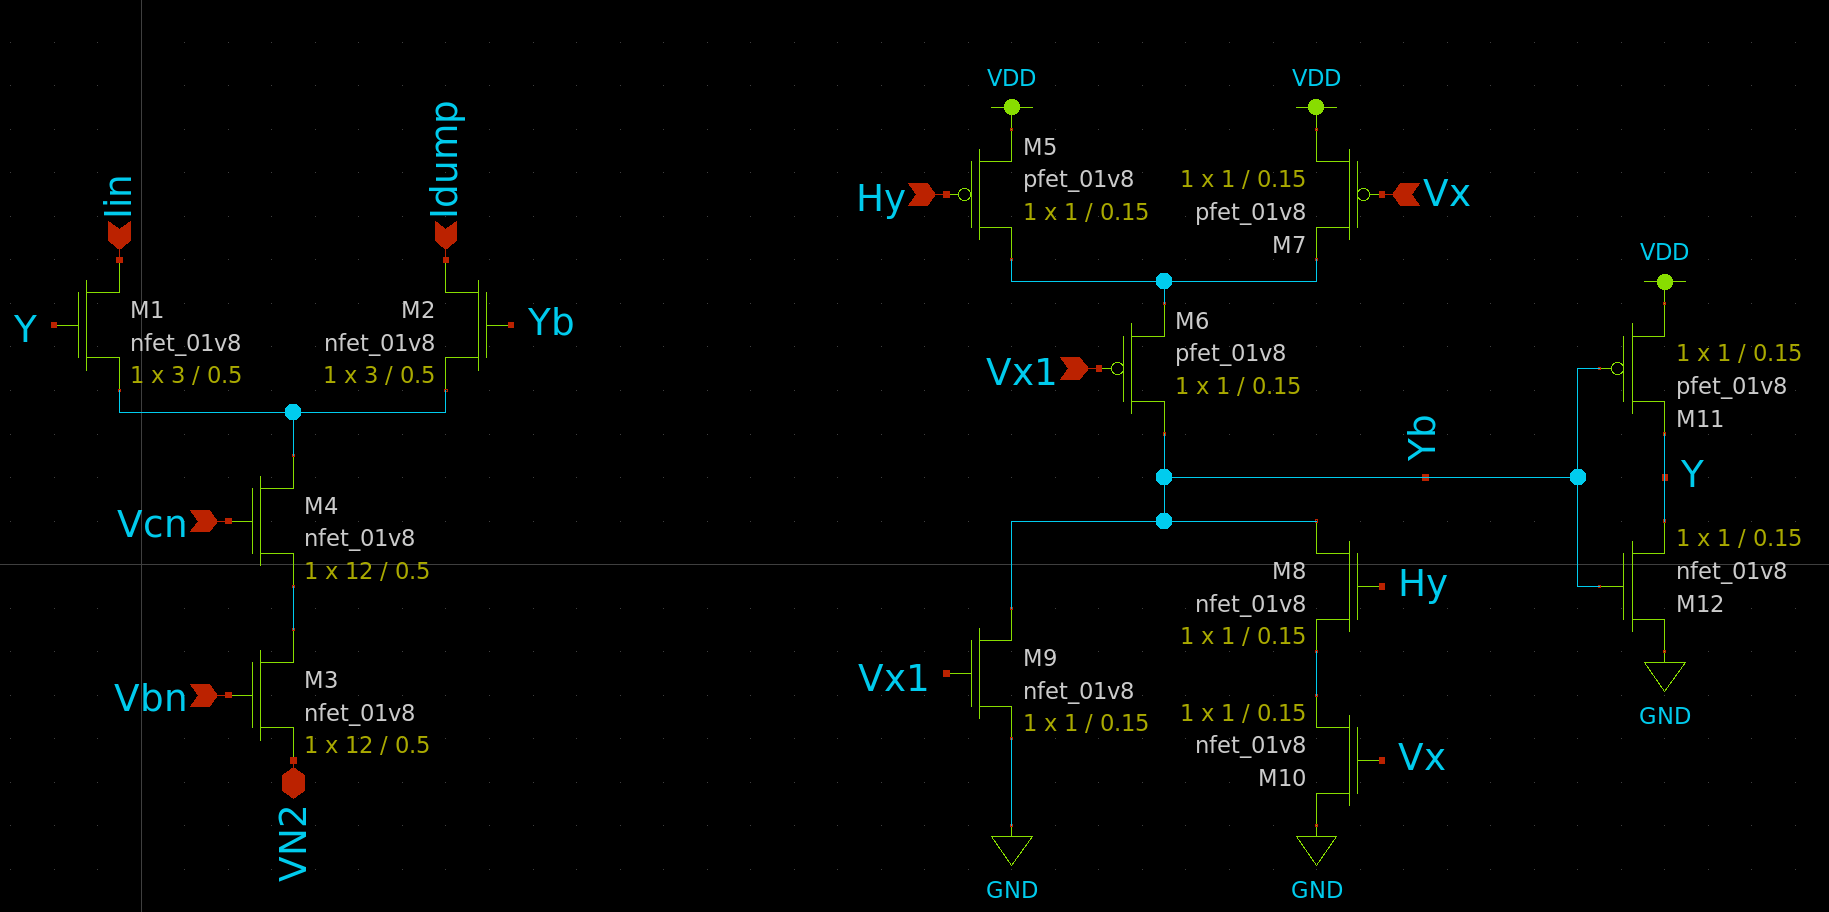 Iin
Idump
Y
M1
nfet_01v8
1 x 3 / 0.5
M2
nfet_01v8
1 x 3 / 0.5
Yb
Vcn
M4
nfet_01v8
1 x 12 / 0.5
Vbn
M3
nfet_01v8
1 x 12 / 0.5
VN2
VDD
Hy
M5
pfet_01v8
1 x 1 / 0.15
VDD
1 x 1 / 0.15
pfet_01v8
M7
Vx
Vx1
M6
pfet_01v8
1 x 1 / 0.15
Yb
VDD
1 x 1 / 0.15
pfet_01v8
M11
Y
1 x 1 / 0.15
nfet_01v8
M12
GND
M8
nfet_01v8
1 x 1 / 0.15
Hy
Vx1
M9
nfet_01v8
1 x 1 / 0.15
1 x 1 / 0.15
nfet_01v8
M10
Vx
GND
GND